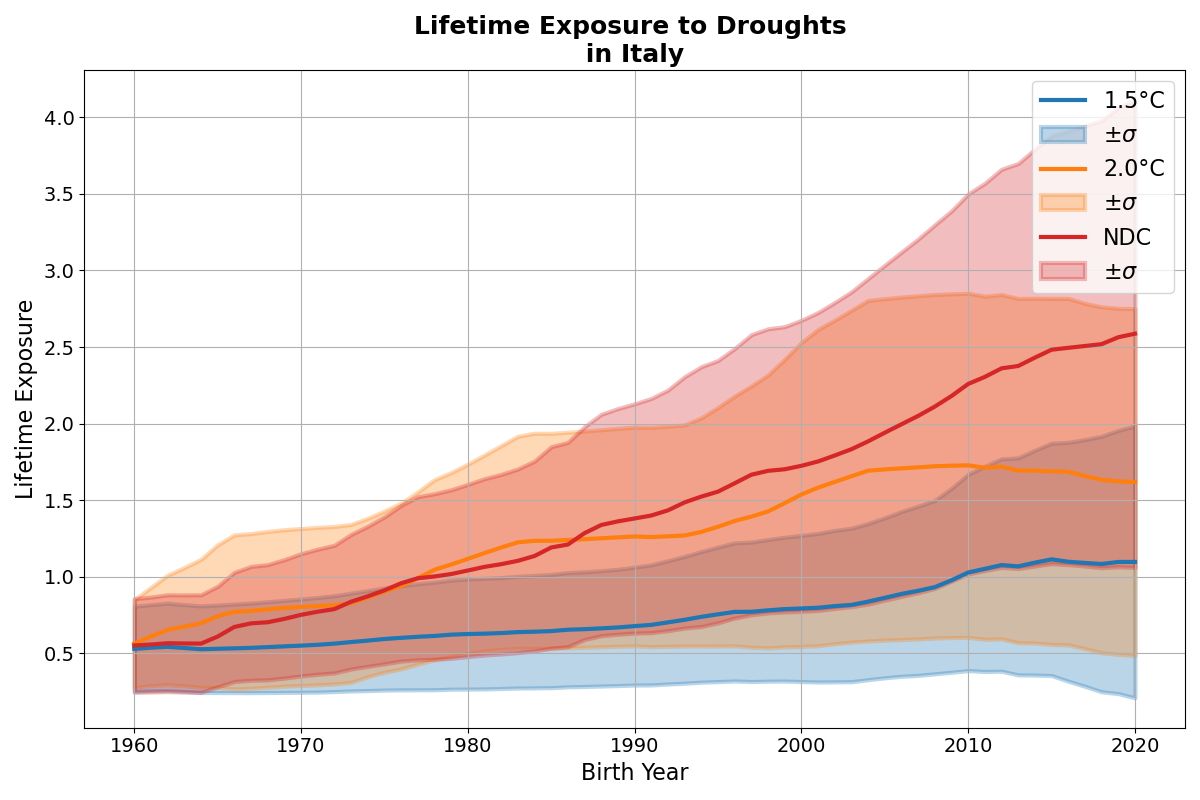 Lifetime Exposure to Droughts
in Italy
Lifetime Exposure
4.0
3.5
3.0
2.5
2.0
1.5
1.0
0.5
1960 1970 1980 1990 2000 2010 2020
Birth Year
1.5°C
±σ
2.0°C
±σ
NDC
±σ